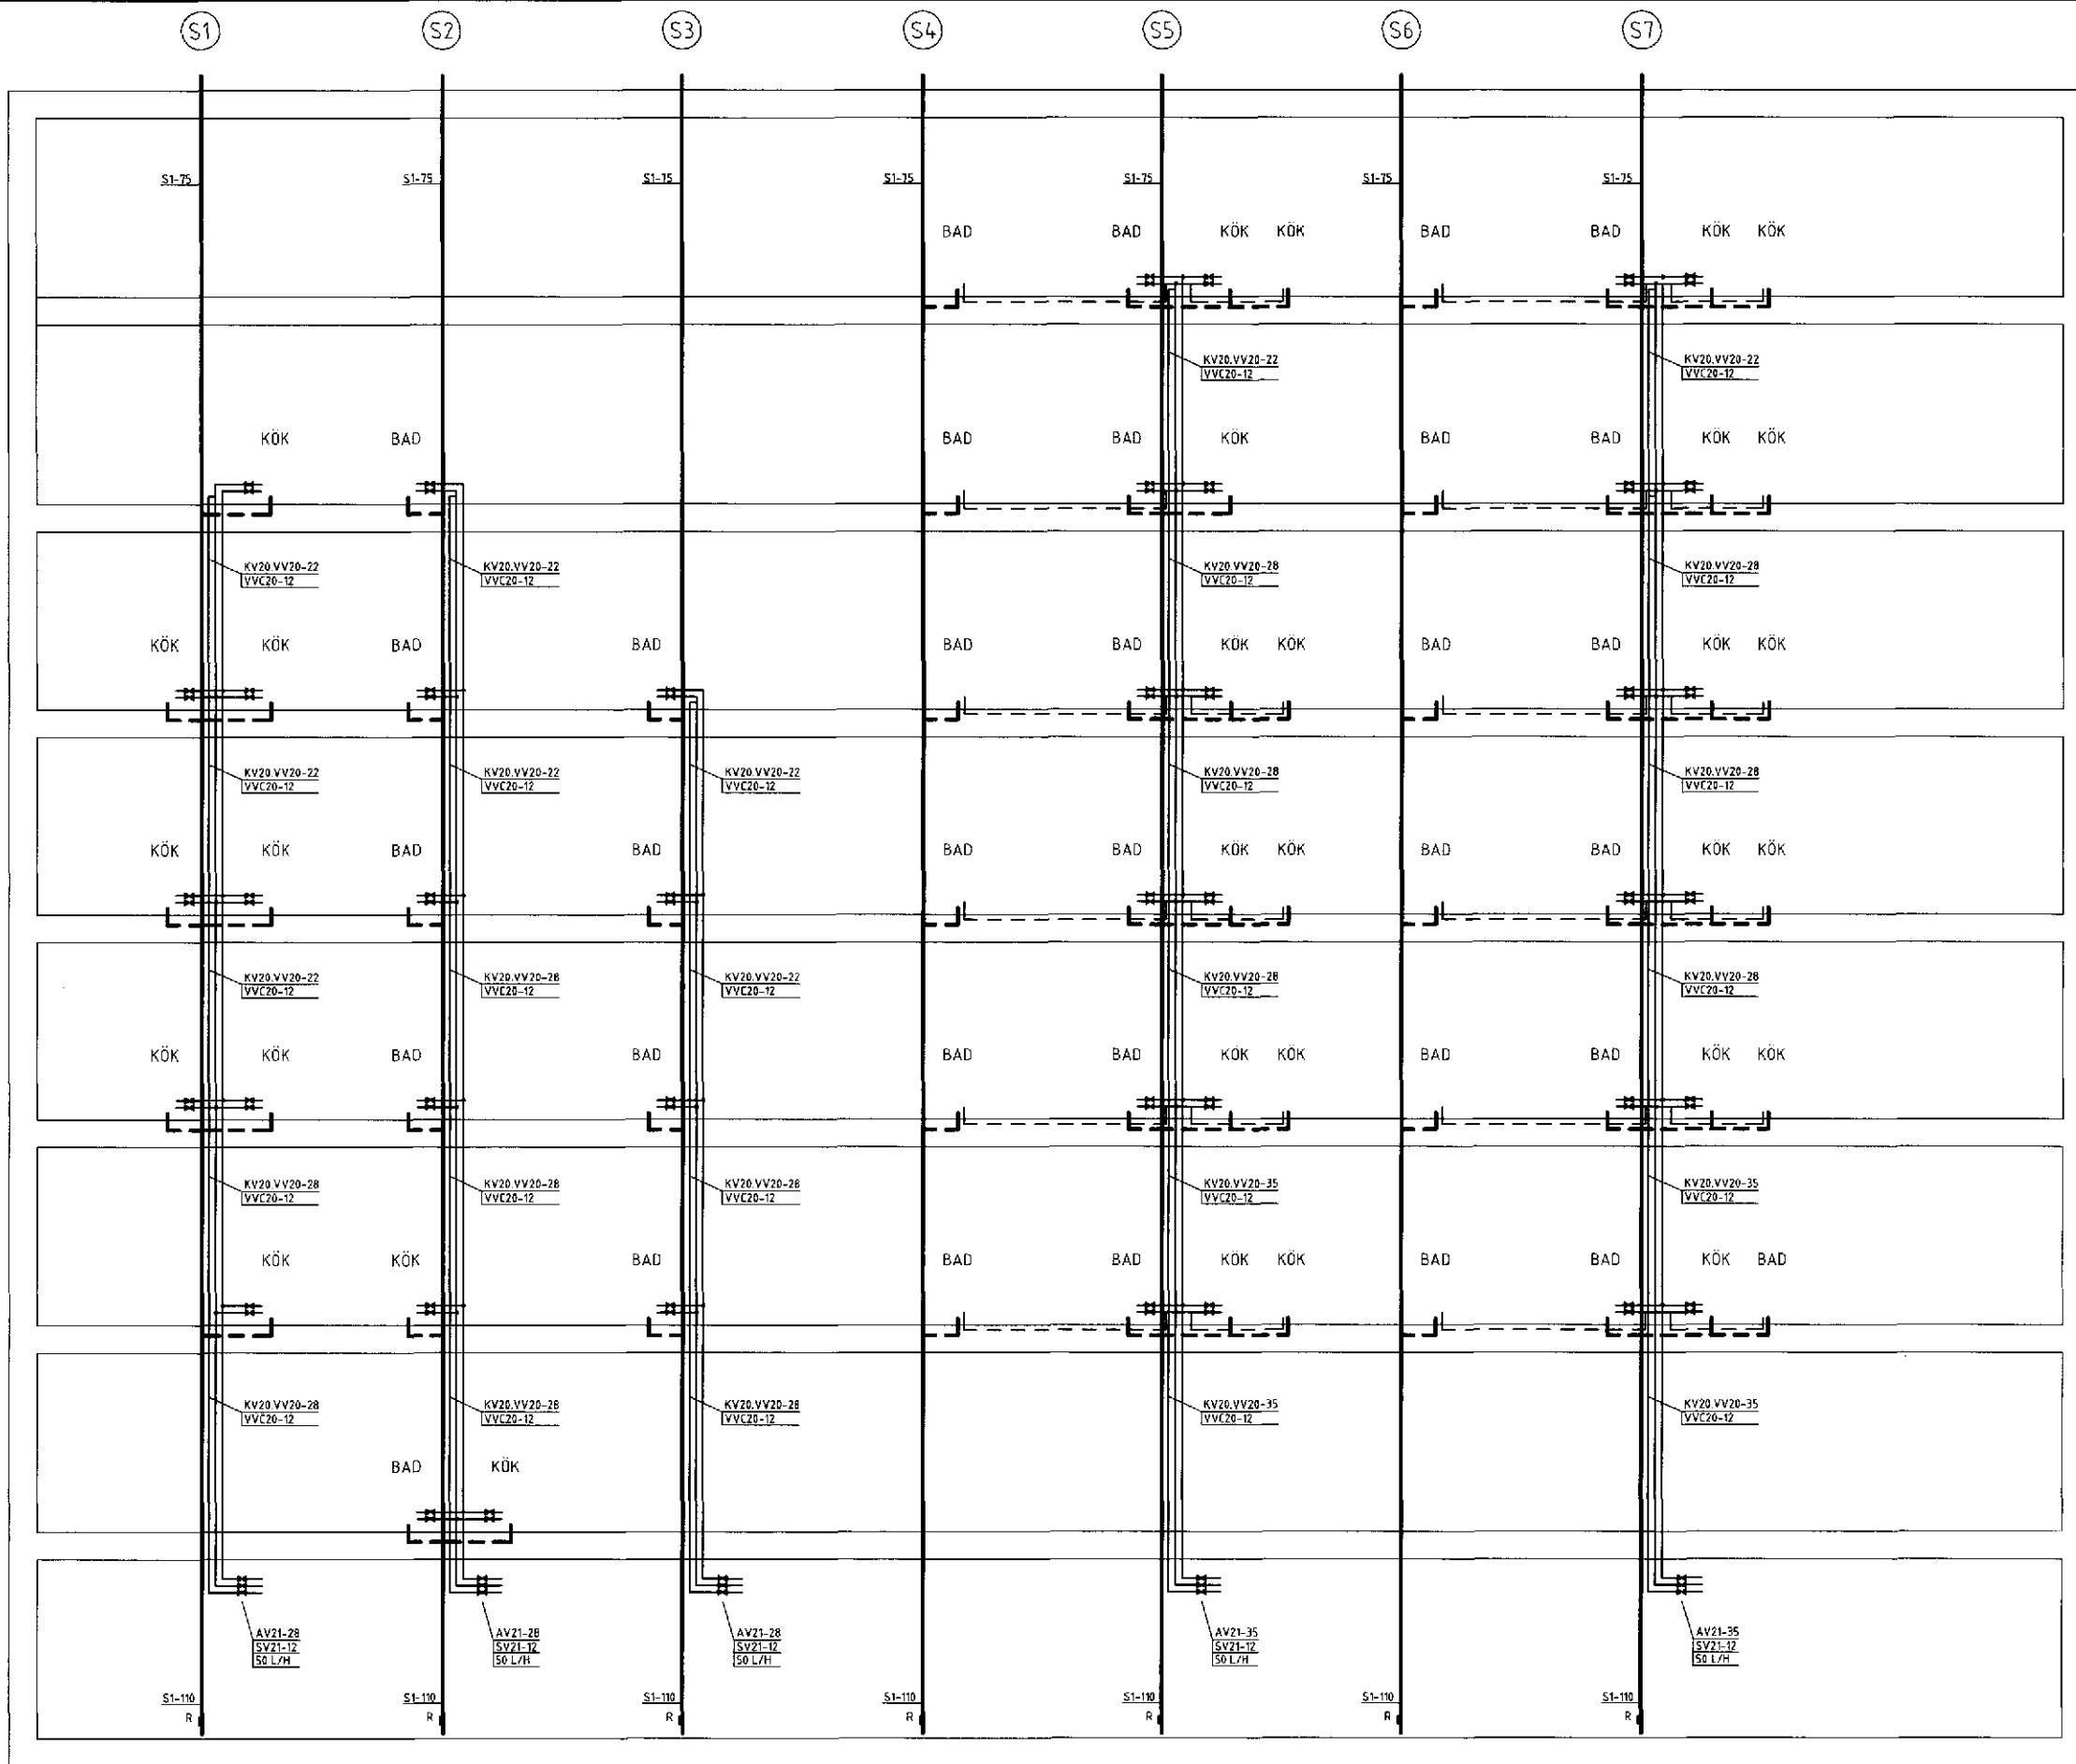 S1 S2 S3 S4 S5 S6 S7
S1-75 S1-75 S1-75 S1-75 S1-75 S1-75 S1-75
BAD BAD KÖK KÖK BAD BAD KÖK KÖK
KV20.VV20-22 KV20.VV20-22
VVC20-12 VVC20-12
KÖK BAD BAD BAD KÖK BAD BAD KÖK KÖK
KV20.VV20-22 KV20.VV20-22 KV20.VV20-28 KV20.VV20-28
VVC20-12 VVC20-12 VVC20-12 VVC20-12
KÖK KÖK BAD BAD BAD BAD KÖK KÖK BAD BAD KÖK KÖK
KV20.VV20-22 KV20.VV20-22 KV20.VV20-22 KV20.VV20-28 KV20.VV20-28
VVC20-12 VVC20-12 VVC20-12 VVC20-12 VVC20-12
KÖK KÖK BAD BAD BAD BAD KÖK KÖK BAD BAD KÖK KÖK
KV20.VV20-22 KV20.VV20-28 KV20.VV20-22 KV20.VV20-28 KV20.VV20-28
VVC20-12 VVC20-12 VVC20-12 VVC20-12 VVC20-12
KÖK KÖK BAD BAD BAD BAD KÖK KÖK BAD BAD KÖK KÖK
KV20.VV20-28 KV20.VV20-28 KV20.VV20-28 KV20.VV20-35 KV20.VV20-35
VVC20-12 VVC20-12 VVC20-12 VVC20-12 VVC20-12
KÖK KÖK BAD BAD BAD KÖK KÖK BAD BAD KÖK BAD
KV20.VV20-28 KV20.VV20-28 KV20.VV20-28 KV20.VV20-35 KV20.VV20-35
VVC20-12 VVC20-12 VVC20-12 VVC20-12 VVC20-12
BAD KÖK
AV21-28 AV21-28 AV21-28 AV21-35 AV21-35
SV21-12 SV21-12 SV21-12 SV21-12 SV21-12
50 L/H 50 L/H 50 L/H 50 L/H 50 L/H
S1-110 S1-110 S1-110 S1-110 S1-110 S1-110 S1-110
R R R R R R R